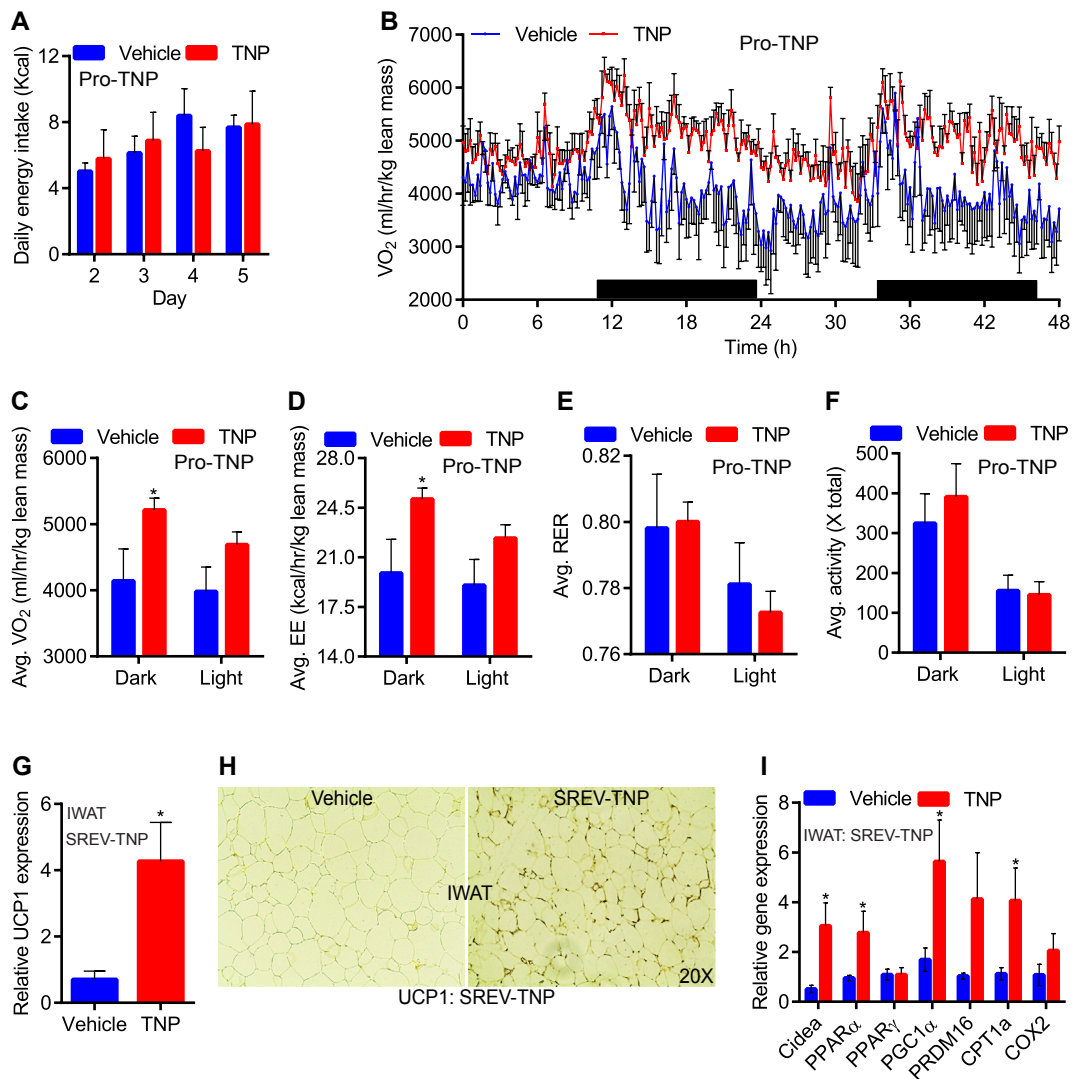 A
Daily energy intake (Kcal)
12
8
4
0
Vehicle TNP
Pro-TNP
2 3 4 5
Day
B
VO2 (ml/hr/kg lean mass)
7000
6000
5000
4000
3000
2000
Vehicle TNP
Pro-TNP
0 6 12 18 24 30 36 42 48
Time (h)
C
Avg. VO2 (ml/hr/kg lean mass)
Vehicle TNP
Pro-TNP
6000
5000
4000
3000
*
Dark Light
D
Avg. EE (kcal/hr/kg lean mass)
Vehicle TNP
Pro-TNP
28.0
24.5
21.0
17.5
14.0
*
Dark Light
E
Avg. RER
Vehicle TNP
Pro-TNP
0.82
0.80
0.78
0.76
Dark Light
F
Avg. activity (X total)
Vehicle TNP
Pro-TNP
500
400
300
200
100
0
Dark Light
G
Relative UCP1 expression
6
4
2
0
IWAT
SREV-TNP
*
Vehicle TNP
H
Vehicle SREV-TNP
IWAT
20X
UCP1: SREV-TNP
I
Relative gene expression
Vehicle TNP
IWAT: SREV-TNP
8
6
4
2
0
* * * *
Cidea PPARα PPARγ PGC1α PRDM16 CPT1a COX2